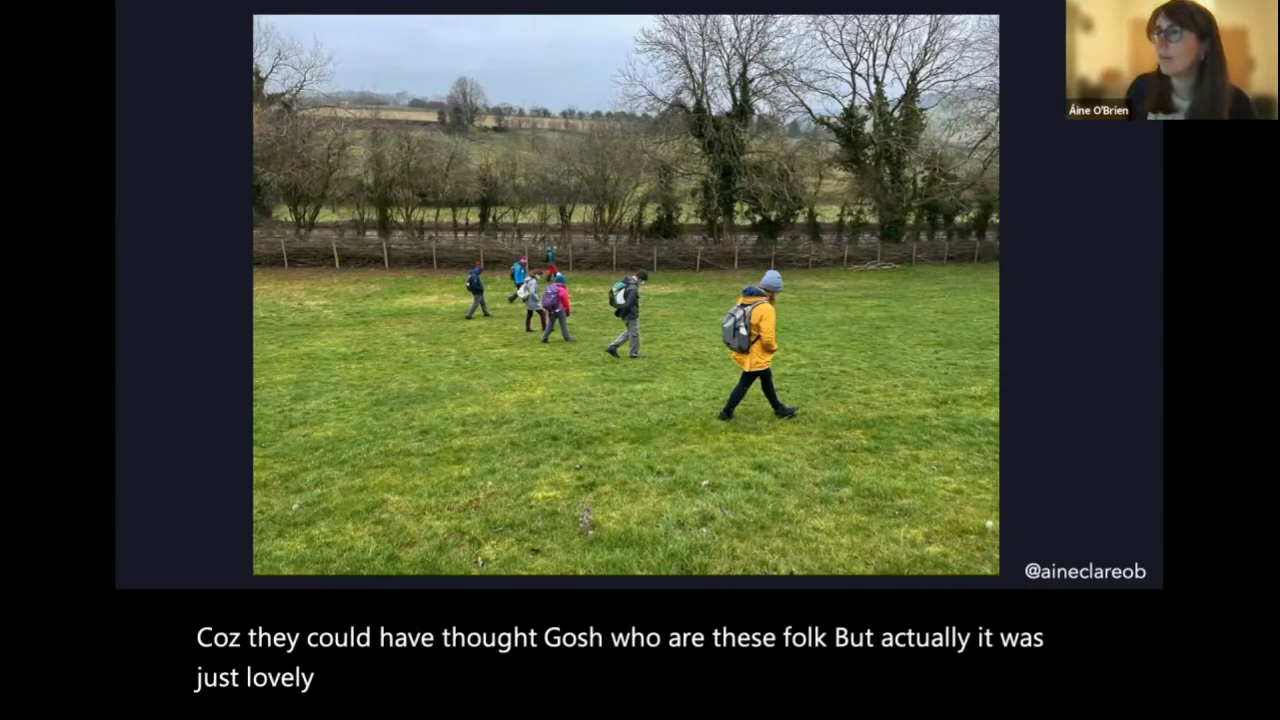 Áine O'Brien
@aineclareob
Coz they could have thought Gosh who are these folk But actually it was
just lovely